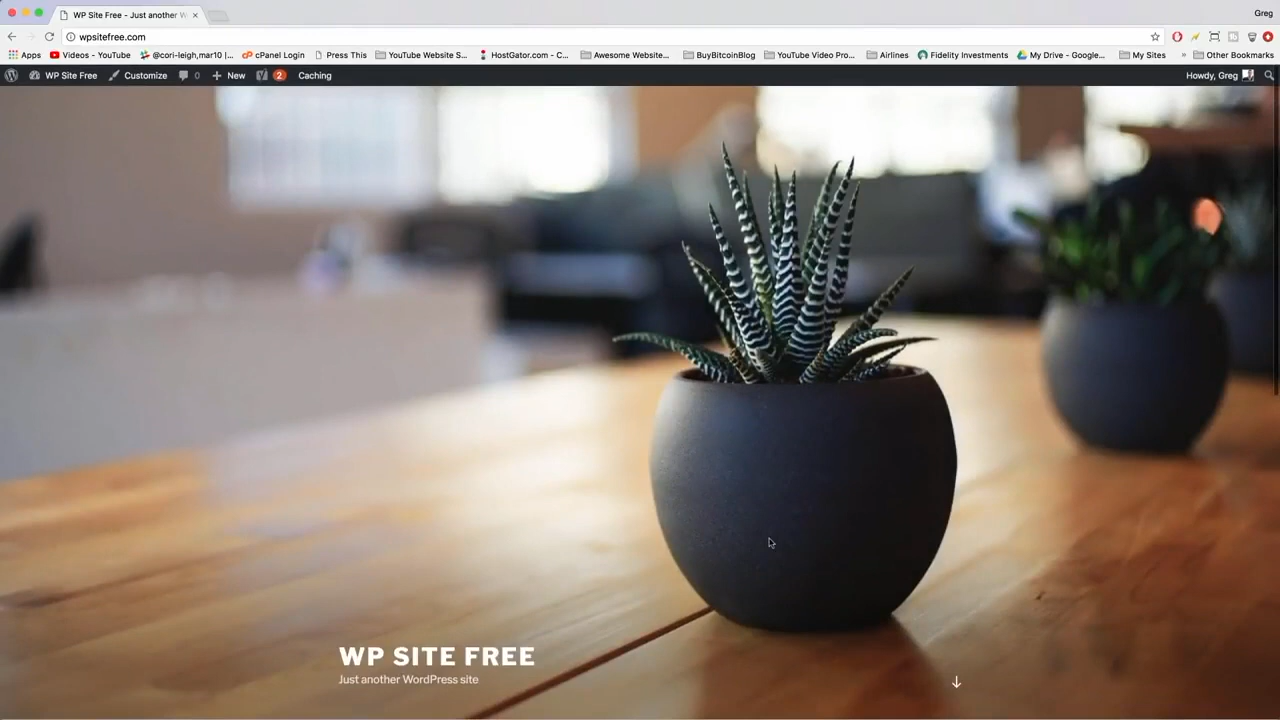 WP Site Free - Just another W
Greg
wpsitefree.com
Apps Videos - YouTube @cori-leigh,mar10 |... cPanel Login Press This YouTube Website S... HostGator.com - C... Awesome Website... BuyBitcoinBlog YouTube Video Pro... Airlines Fidelity Investments My Drive - Google... My Sites » Other Bookmarks
WP Site Free Customize 0 New 2 Caching Howdy, Greg
WP SITE FREE
Just another WordPress site